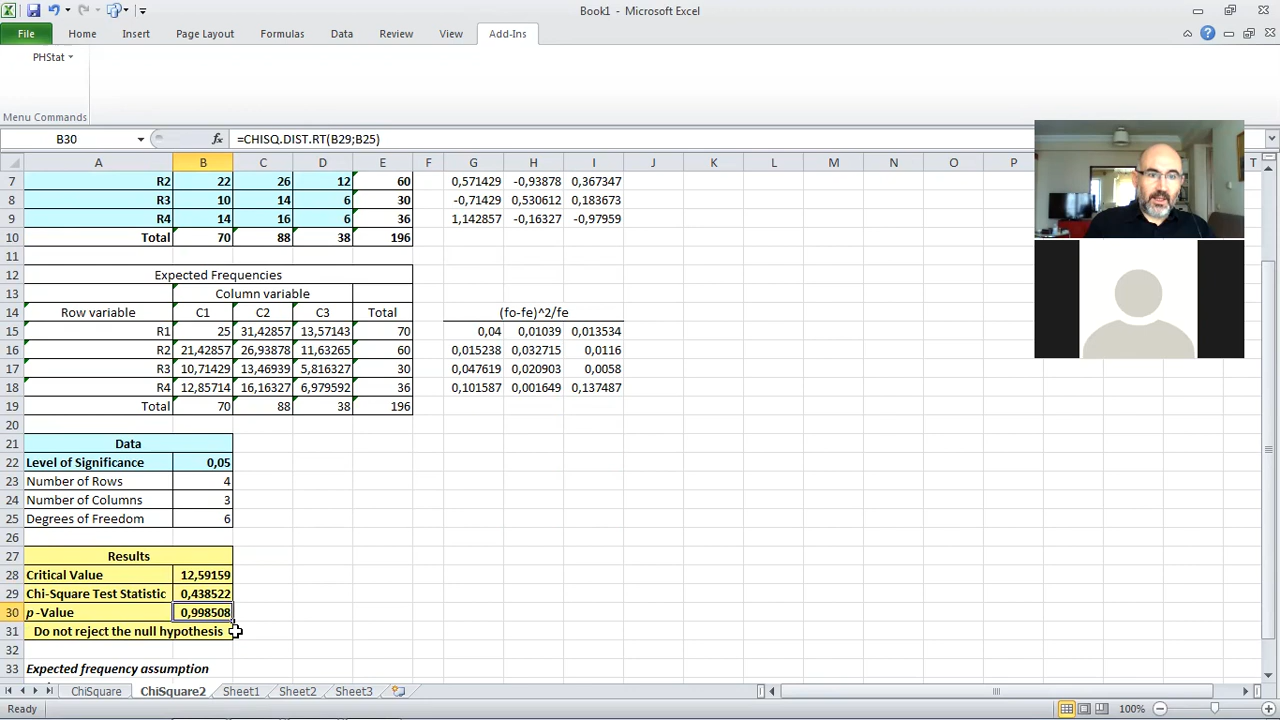 Book1 - Microsoft Excel
File Home Insert Page Layout Formulas Data Review View Add-Ins
PHStat
Menu Commands
B30 fx =CHISQ.DIST.RT(B29;B25)
A B C D E F G H I J K L M N O P T
7 R2 22 26 12 60 0,571429 -0,93878 0,367347
8 R3 10 14 6 30 -0,71429 0,530612 0,183673
9 R4 14 16 6 36 1,142857 -0,16327 -0,97959
10 Total 70 88 38 196
11
12 Expected Frequencies
13 Column variable
14 Row variable C1 C2 C3 Total (fo-fe)^2/fe
15 R1 25 31,42857 13,57143 70 0,04 0,01039 0,013534
16 R2 21,42857 26,93878 11,63265 60 0,015238 0,032715 0,0116
17 R3 10,71429 13,46939 5,816327 30 0,047619 0,020903 0,0058
18 R4 12,85714 16,16327 6,979592 36 0,101587 0,001649 0,137487
19 Total 70 88 38 196
20
21 Data
22 Level of Significance 0,05
23 Number of Rows 4
24 Number of Columns 3
25 Degrees of Freedom 6
26
27 Results
28 Critical Value 12,59159
29 Chi-Square Test Statistic 0,438522
30 p-Value 0,998508
31 Do not reject the null hypothesis
32
33 Expected frequency assumption
ChiSquare ChiSquare2 Sheet1 Sheet2 Sheet3
Ready 100%